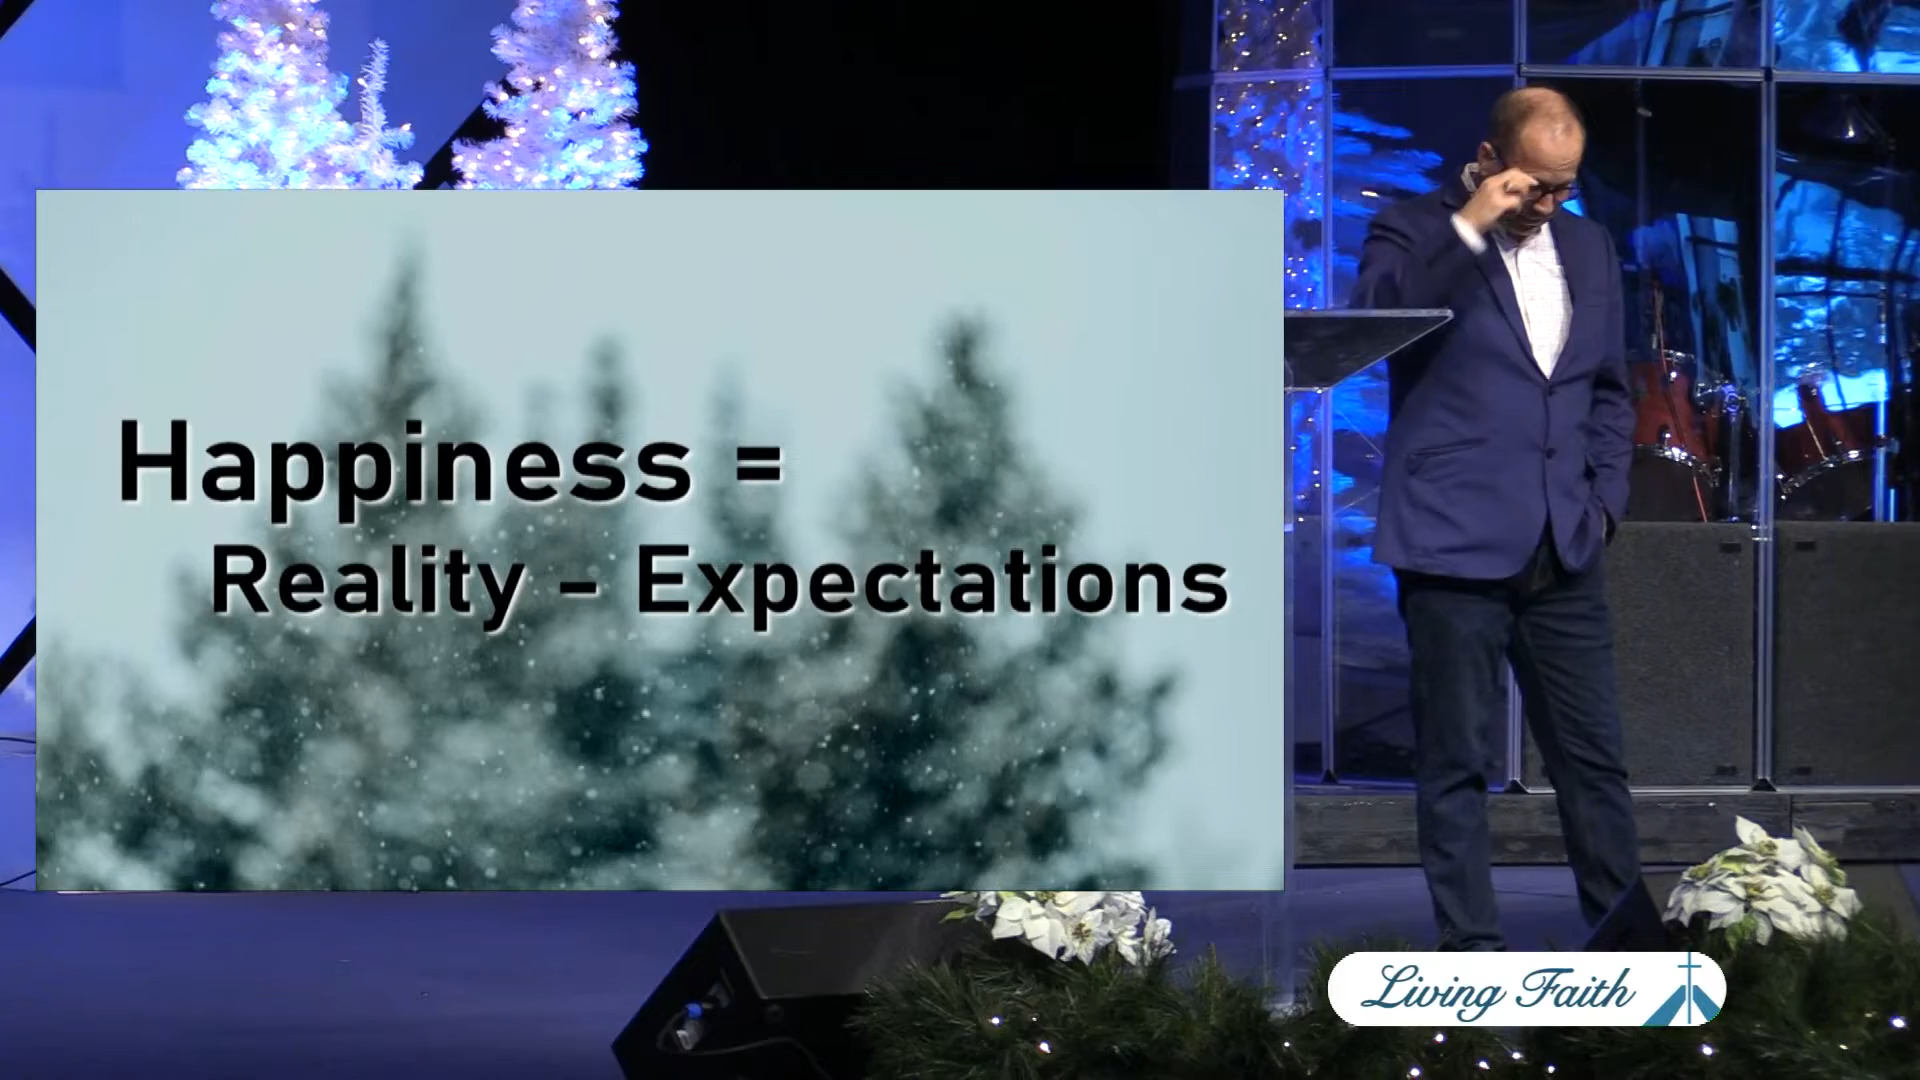 Happiness =
Reality - Expectations
Living Faith